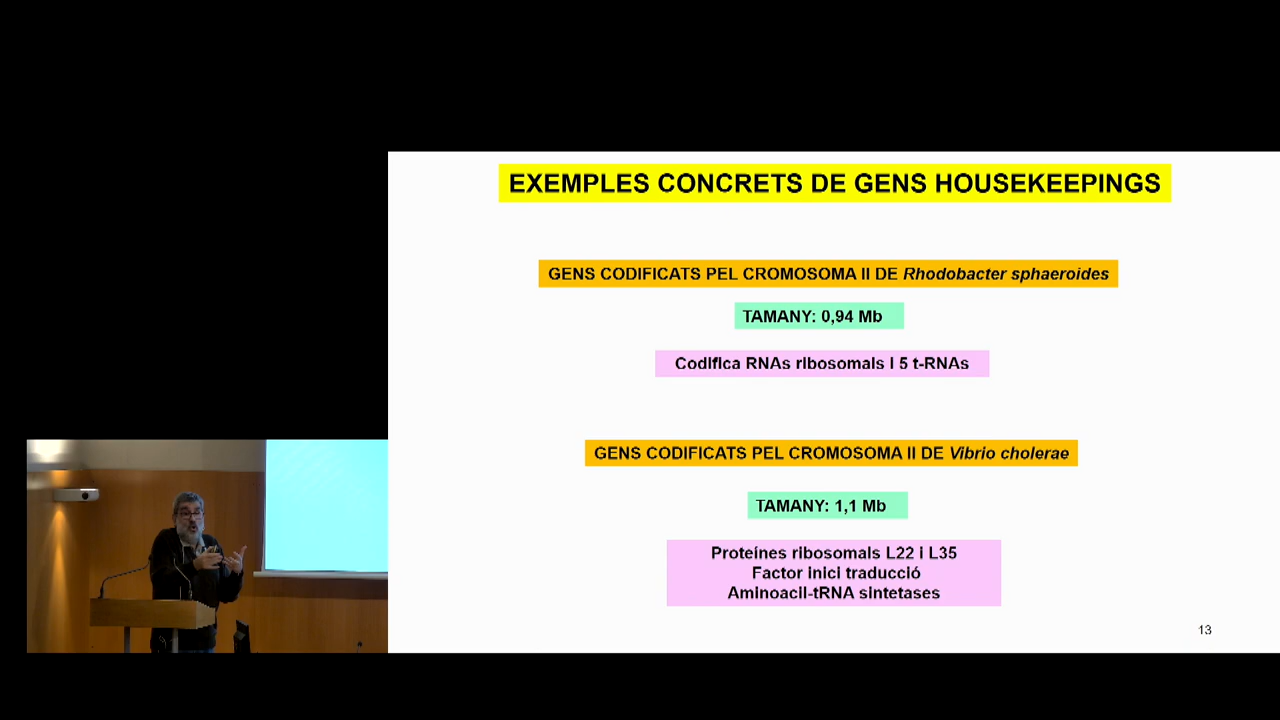 EXEMPLES CONCRETS DE GENS HOUSEKEEPINGS
GENS CODIFICATS PEL CROMOSOMA II DE Rhodobacter sphaeroides
TAMANY: 0,94 Mb
Codifica RNAs ribosomals i 5 t-RNAs
GENS CODIFICATS PEL CROMOSOMA II DE Vibrio cholerae
TAMANY: 1,1 Mb
Proteínes ribosomals L22 i L35
Factor inici traducció
Aminoacil-tRNA sintetases
13